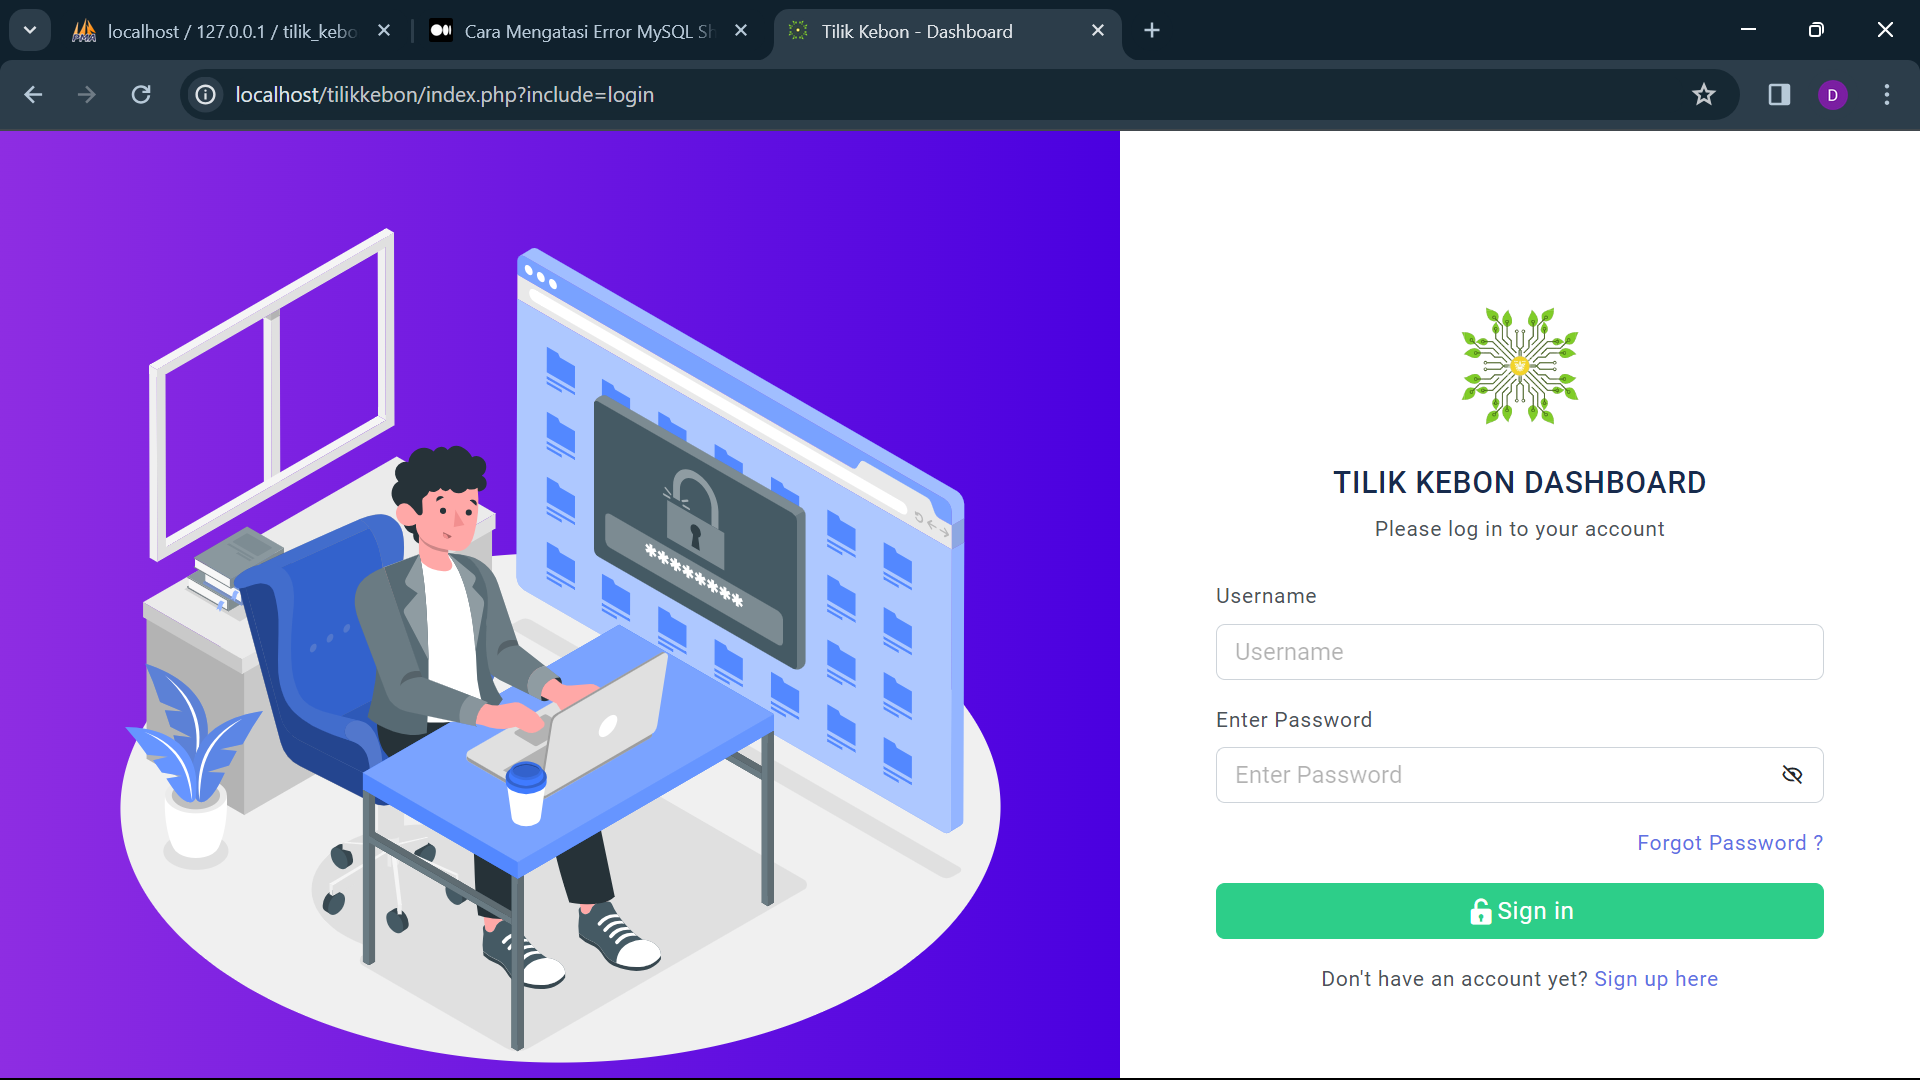 localhost / 127.0.0.1 / tilik_kebo
Cara Mengatasi Error MySQL Sh
Tilik Kebon - Dashboard
localhost/tilikkebon/index.php?include=login
D
********
TILIK KEBON DASHBOARD
Please log in to your account
Username
Username
Enter Password
Enter Password
Forgot Password ?
Sign in
Don't have an account yet? Sign up here